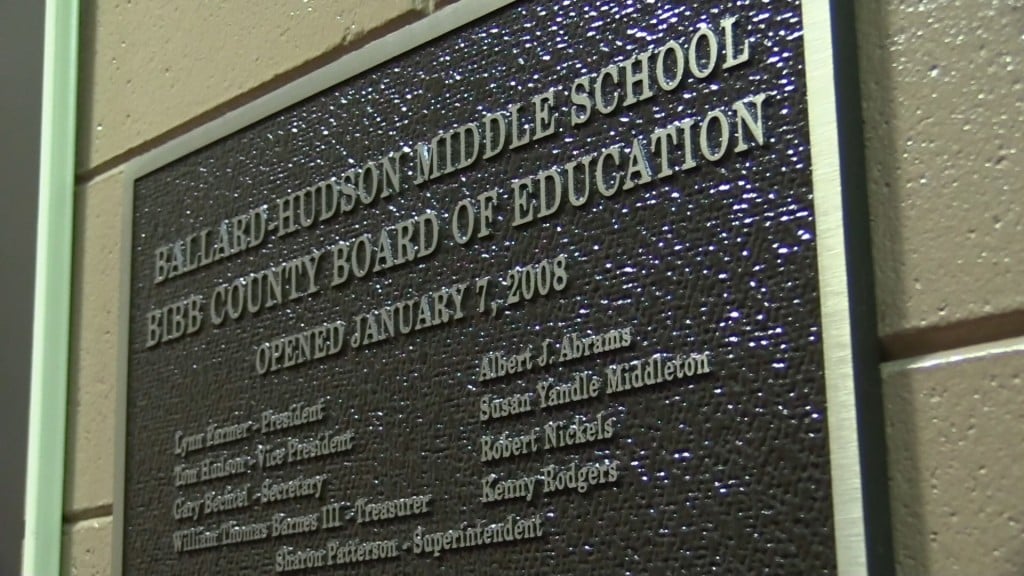 BALLARD-HUDSON MIDDLE SCHOOL
BIBB COUNTY BOARD OF EDUCATION
OPENED JANUARY 7, 2008
Lynn Farmer - President
Tom Hudson - Vice President
Gary Bechtel - Secretary
William Thomas Barnes III - Treasurer
Albert J. Abrams
Susan Yandle Middleton
Robert Nickels
Kenny Rodgers
Sharon Patterson - Superintendent